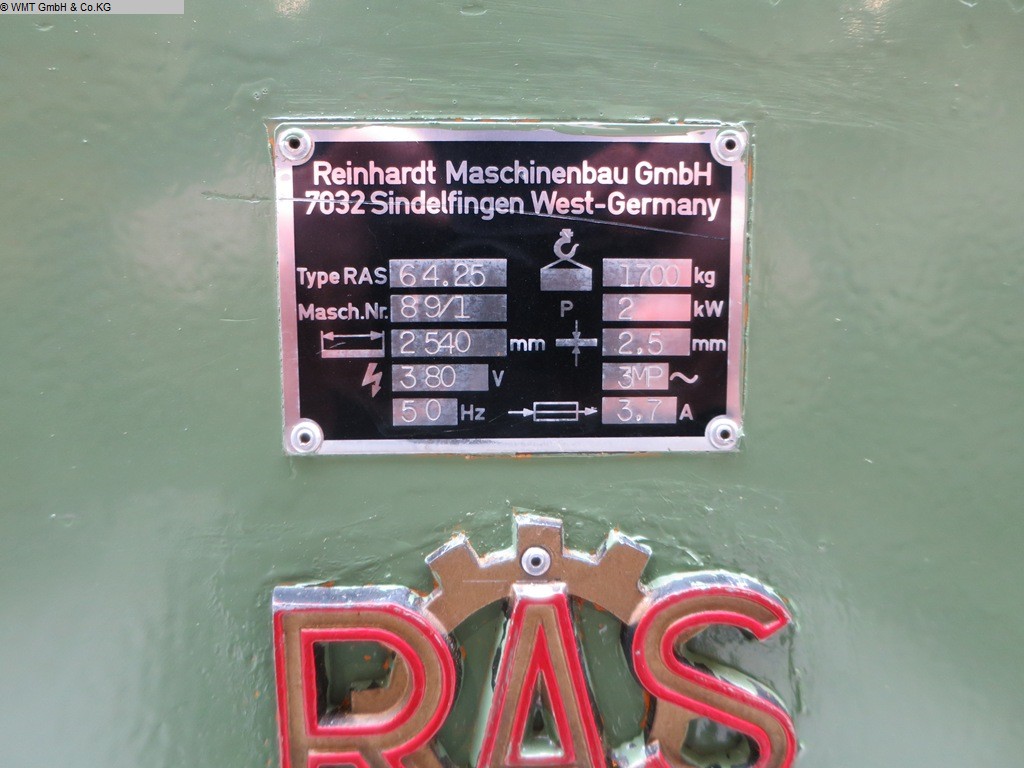 © WMT GmbH & Co.KG
Reinhardt Maschinenbau GmbH
7032 Sindelfingen West-Germany
Type RAS 64.25 1700 kg
Masch.Nr. 89/1 P 2 kW
2540 mm 2.5 mm
380 V 3MP ~
50 Hz 3.7 A
RAS